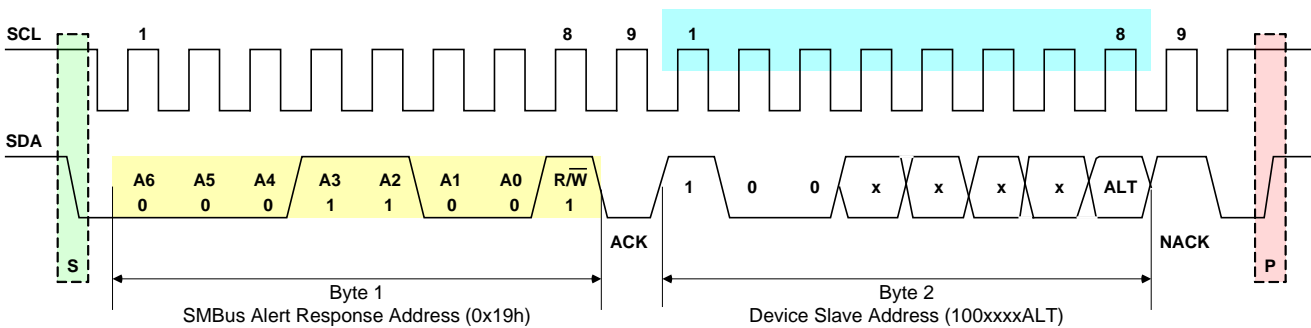 SCL 1 8 9 1 8 9
SDA
A6 A5 A4 A3 A2 A1 A0 R/W̅
0 0 0 1 1 0 0 1
1 0 0 x x x x ALT
ACK NACK
S P
Byte 1 Byte 2
SMBus Alert Response Address (0x19h) Device Slave Address (100xxxxALT)